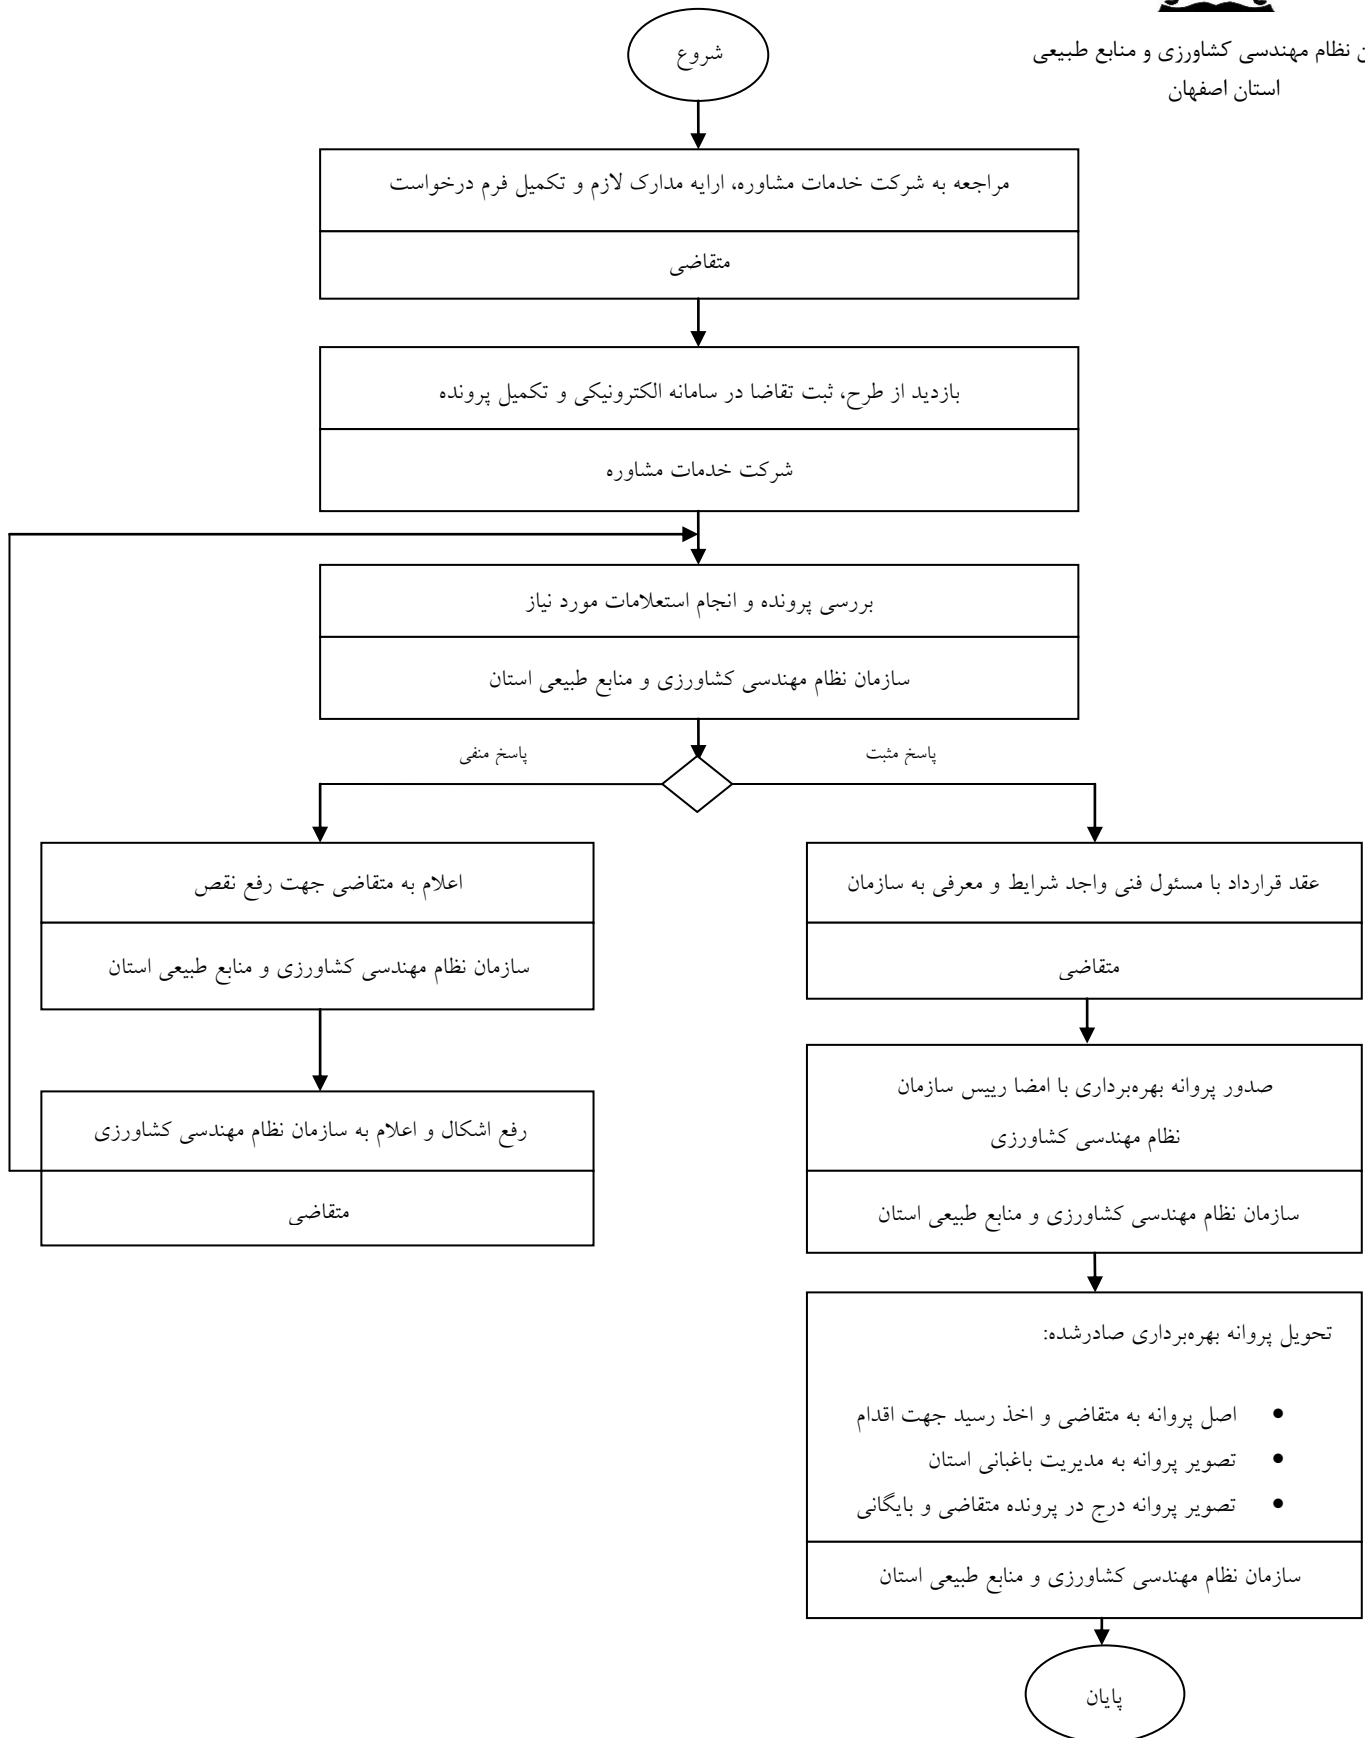 نظام مهندسی کشاورزی و منابع طبیعی
استان اصفهان
شروع
مراجعه به شرکت خدمات مشاوره، ارایه مدارک لازم و تکمیل فرم درخواست
متقاضی
بازدید از طرح، ثبت تقاضا در سامانه الکترونیکی و تکمیل پرونده
شرکت خدمات مشاوره
بررسی پرونده و انجام استعلامات مورد نیاز
سازمان نظام مهندسی کشاورزی و منابع طبیعی استان
پاسخ مثبت
پاسخ منفی
عقد قرارداد با مسئول فنی واجد شرایط و معرفی به سازمان
متقاضی
صدور پروانه بهره‌برداری با امضا رییس سازمان
نظام مهندسی کشاورزی
سازمان نظام مهندسی کشاورزی و منابع طبیعی استان
تحویل پروانه بهره‌برداری صادرشده:
• اصل پروانه به متقاضی و اخذ رسید جهت اقدام
• تصویر پروانه به مدیریت باغبانی استان
• تصویر پروانه درج در پرونده متقاضی و بایگانی
سازمان نظام مهندسی کشاورزی و منابع طبیعی استان
پایان
اعلام به متقاضی جهت رفع نقص
سازمان نظام مهندسی کشاورزی و منابع طبیعی استان
رفع اشکال و اعلام به سازمان نظام مهندسی کشاورزی
متقاضی